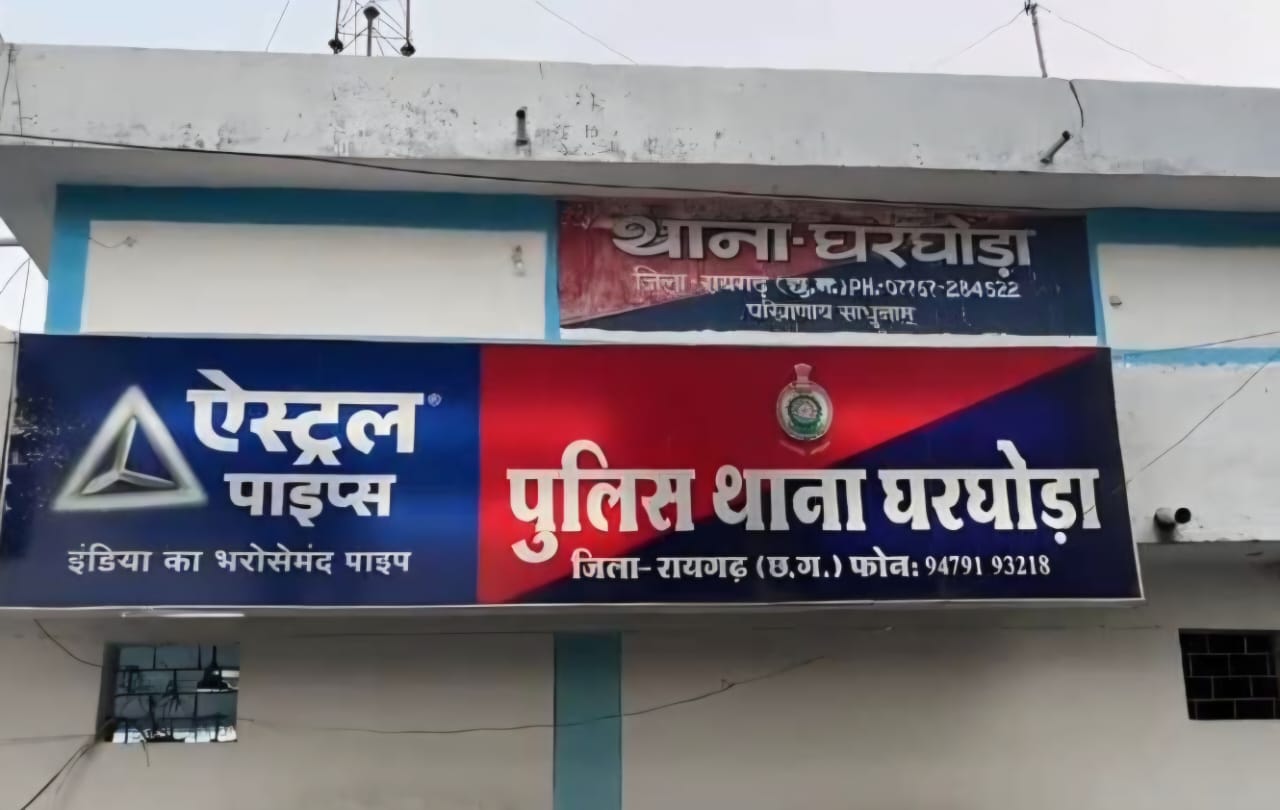 थाना-घरघोड़ा
जिला-रायगढ़ (छ.ग.) PH.-07767-284522
परित्राणाय साधुनाम्
ऐस्ट्रल®
पाइप्स
इंडिया का भरोसेमंद पाइप
पुलिस थाना घरघोड़ा
जिला-रायगढ़ (छ.ग.) फोन: 94791 93218